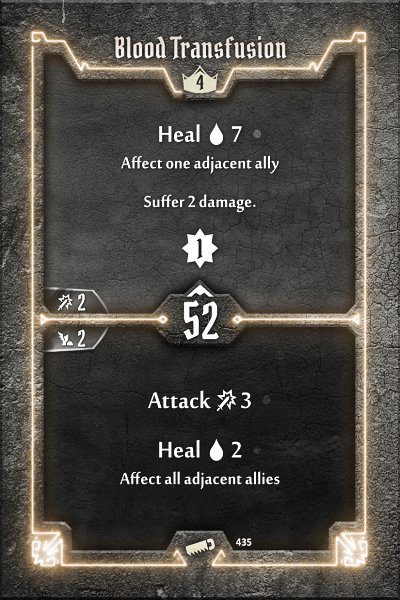 Blood Transfusion
4
Heal 7
Affect one adjacent ally
Suffer 2 damage.
1
2
52
2
Attack 3
Heal 2
Affect all adjacent allies
435